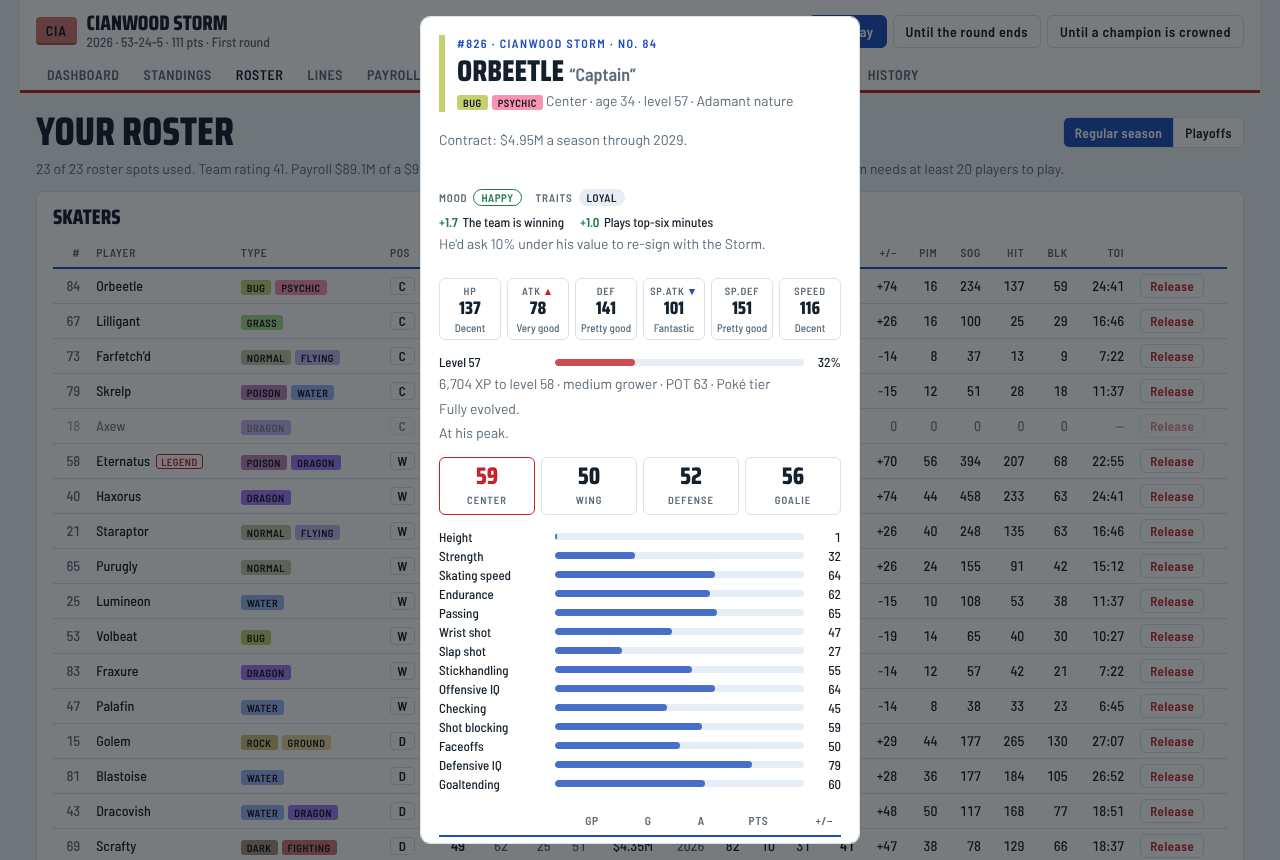 CIA
CIANWOOD STORM
2026 · 53-24-5 · 111 pts · First round
ay
Until the round ends
Until a champion is crowned
DASHBOARD STANDINGS ROSTER LINES PAYROLL HISTORY
YOUR ROSTER
Regular season Playoffs
23 of 23 roster spots used. Team rating 41. Payroll $89.1M of a $9
needs at least 20 players to play.
SKATERS
# PLAYER TYPE POS +/− PIM SOG HIT BLK TOI
84 Orbeetle BUG PSYCHIC C +74 16 234 137 59 24:41 Release
67 Lilligant GRASS C +26 16 100 25 29 16:46 Release
73 Farfetch’d NORMAL FLYING C -14 8 37 13 9 7:22 Release
79 Skrelp POISON WATER C -15 12 51 28 18 11:37 Release
18 Axew DRAGON C 0 0 0 0 0 — Release
58 Eternatus LEGEND POISON DRAGON W +70 56 394 207 68 22:55 Release
40 Haxorus DRAGON W +74 44 458 233 63 24:41 Release
21 Staraptor NORMAL FLYING W +26 40 248 135 63 16:46 Release
65 Purugly NORMAL W +26 24 155 91 42 15:12 Release
25 Lumineon WATER W -15 10 108 53 38 11:37 Release
53 Volbeat BUG W -19 14 65 40 30 10:27 Release
83 Fraxure DRAGON W -14 12 57 42 21 7:22 Release
47 Palafin WATER W -14 8 38 33 23 6:45 Release
15 Golem ROCK GROUND D +29 44 177 265 130 27:07 Release
81 Blastoise WATER D +28 36 177 184 105 26:52 Release
43 Dracovish WATER DRAGON D +48 50 117 168 77 18:51 Release
69 Scrafty DARK FIGHTING D 49 62 25 51 $4.35M 2026 82 10 31 41 +47 38 78 129 66 18:37 Release
#826 · CIANWOOD STORM · NO. 84
ORBEETLE “Captain”
BUG PSYCHIC Center · age 34 · level 57 · Adamant nature
Contract: $4.95M a season through 2029.
MOOD HAPPY TRAITS LOYAL
+1.7 The team is winning +1.0 Plays top-six minutes
He'd ask 10% under his value to re-sign with the Storm.
HP ATK ▲ DEF SP.ATK ▼ SP.DEF SPEED
137 78 141 101 151 116
Decent Very good Pretty good Fantastic Pretty good Decent
Level 57 32%
6,704 XP to level 58 · medium grower · POT 63 · Poké tier
Fully evolved.
At his peak.
59 50 52 56
CENTER WING DEFENSE GOALIE
Height 1
Strength 32
Skating speed 64
Endurance 62
Passing 65
Wrist shot 47
Slap shot 27
Stickhandling 55
Offensive IQ 64
Checking 45
Shot blocking 59
Faceoffs 50
Defensive IQ 79
Goaltending 60
GP G A PTS +/−